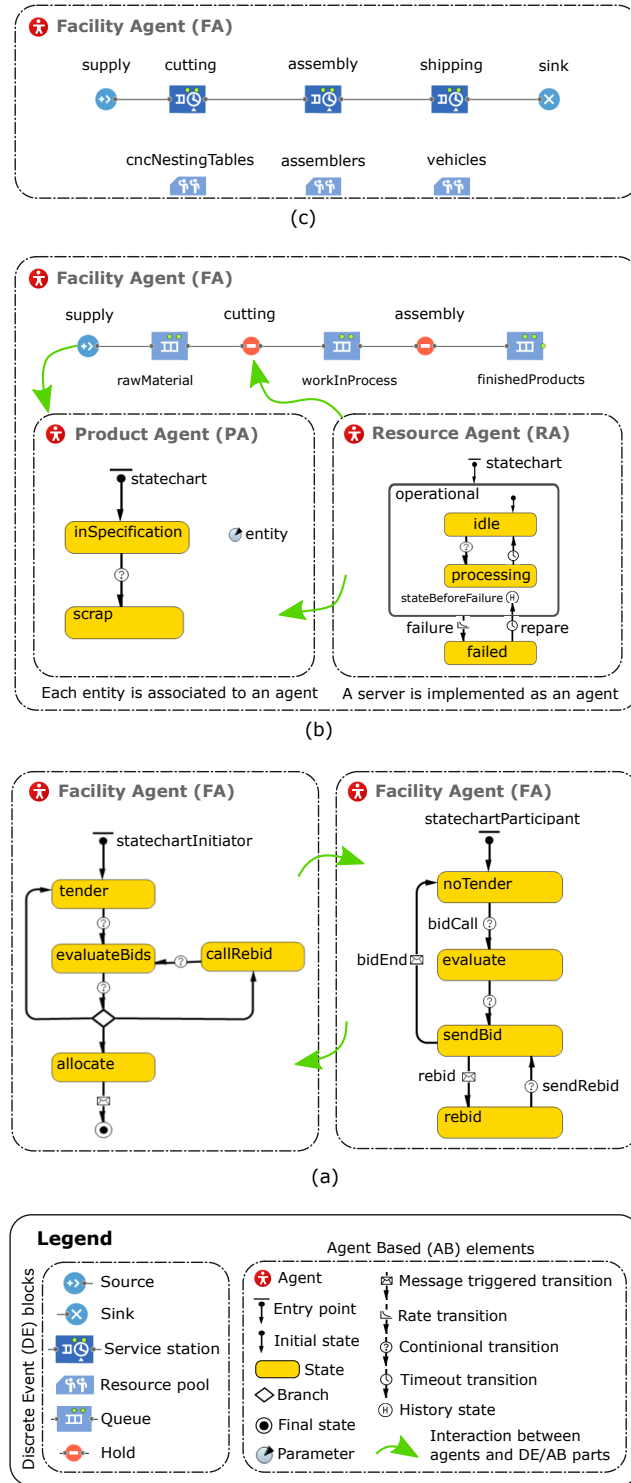 Facility Agent (FA)
supply cutting assembly shipping sink
cncNestingTables assemblers vehicles
(c)
Facility Agent (FA)
supply cutting assembly
rawMaterial workInProcess finishedProducts
Product Agent (PA)
statechart
inSpecification
entity
?
scrap
Resource Agent (RA)
statechart
operational
idle
?
processing
stateBeforeFailure H
failure repare
failed
Each entity is associated to an agent
A server is implemented as an agent
(b)
Facility Agent (FA)
statechartInitiator
tender
?
evaluateBids ? callRebid
?
allocate
Facility Agent (FA)
statechartParticipant
noTender
bidCall ?
bidEnd
evaluate
?
sendBid
rebid ? sendRebid
rebid
(a)
Legend
Discrete Event (DE) blocks
Source
Sink
Service station
Resource pool
Queue
Hold
Agent Based (AB) elements
Agent
Entry point
Initial state
State
Branch
Final state
Parameter
Message triggered transition
Rate transition
? Continional transition
Timeout transition
H History state
Interaction between
agents and DE/AB parts